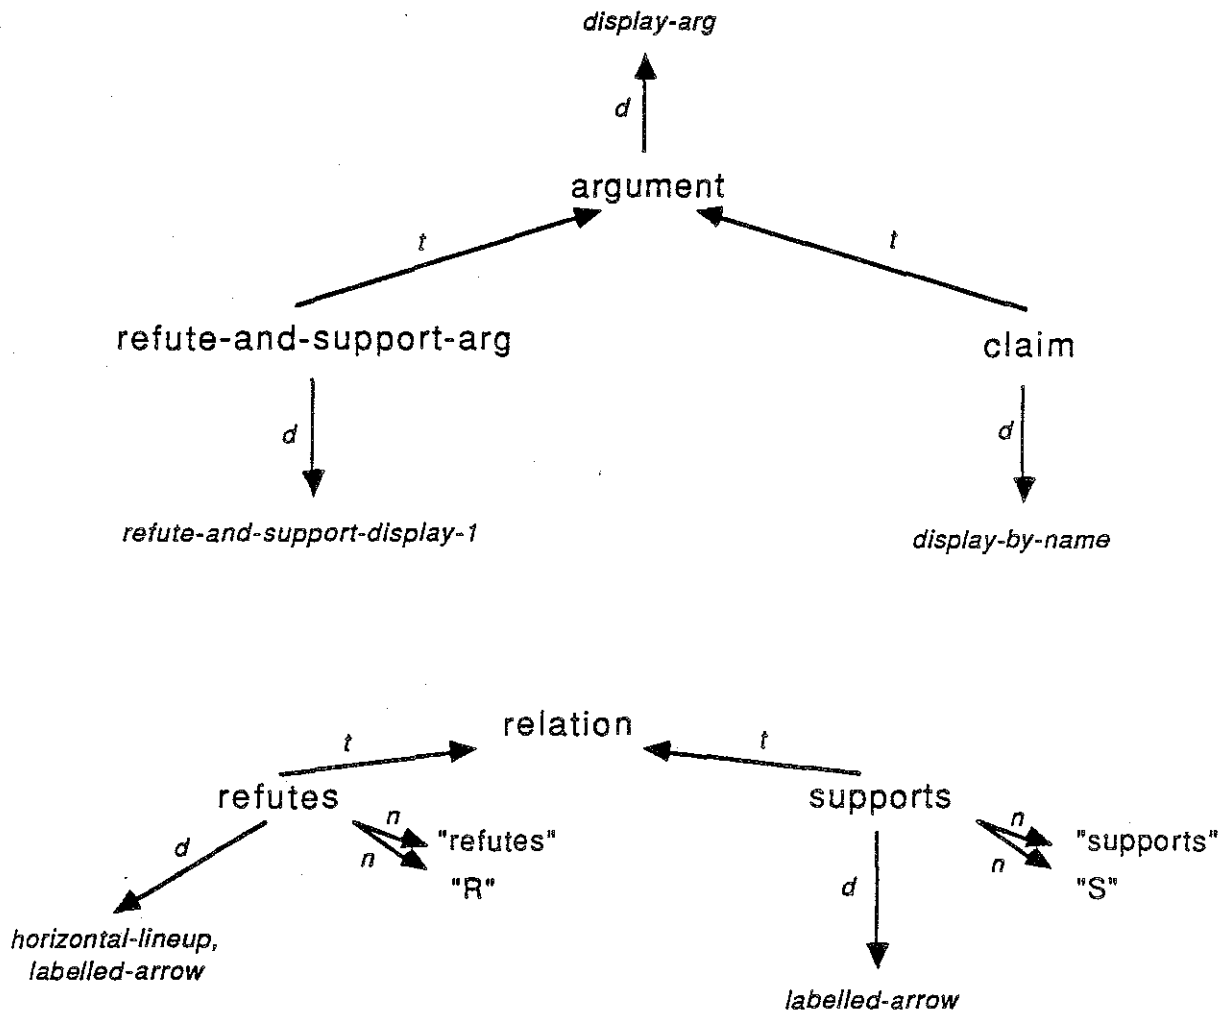 display-arg
d
argument
t
t
refute-and-support-arg
claim
d
d
refute-and-support-display-1
display-by-name
relation
t
t
refutes
supports
d
n
"refutes"
n
"R"
d
n
"supports"
n
"S"
horizontal-lineup,
labelled-arrow
labelled-arrow